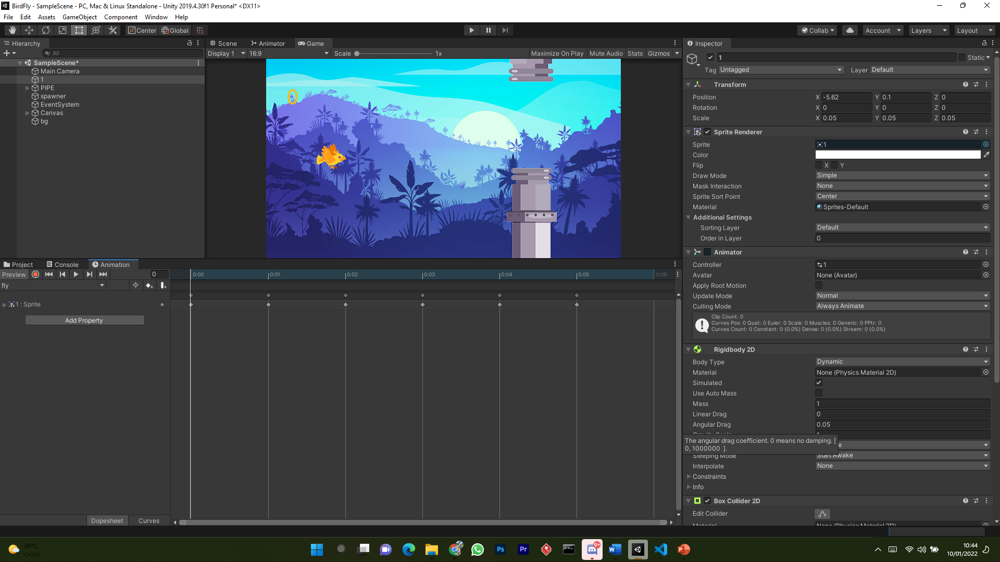 BirdFly - SampleScene - PC, Mac & Linux Standalone - Unity 2019.4.30f1 Personal* <DX11>
File Edit Assets GameObject Component Window Help
Center Global Collab Account Layers Layout
Hierarchy
All
SampleScene*
Main Camera
1
PIPE
spawner
EventSystem
Canvas
bg
Scene Animator Game
Display 1 16:9 Scale 1x Maximize On Play Mute Audio Stats Gizmos
0
Project Console Animation
Preview 0
0:00 0:01 0:02 0:03 0:04 0:05 0:06
fly
1 : Sprite
Add Property
Dopesheet Curves
Inspector
1 Static
Tag Untagged Layer Default
Transform
Position X -5.62 Y 0.1 Z 0
Rotation X 0 Y 0 Z 0
Scale X 0.05 Y 0.05 Z 0.05
Sprite Renderer
Sprite 1
Color
Flip X Y
Draw Mode Simple
Mask Interaction None
Sprite Sort Point Center
Material Sprites-Default
Additional Settings
Sorting Layer Default
Order in Layer 0
Animator
Controller 1
Avatar None (Avatar)
Apply Root Motion
Update Mode Normal
Culling Mode Always Animate
Clip Count: 0
Curves Pos: 0 Quat: 0 Euler: 0 Scale: 0 Muscles: 0 Generic: 0 PPtr: 0
Curves Count: 0 Constant: 0 (0.0%) Dense: 0 (0.0%) Stream: 0 (0.0%)
Rigidbody 2D
Body Type Dynamic
Material None (Physics Material 2D)
Simulated
Use Auto Mass
Mass 1
Linear Drag 0
Angular Drag 0.05
The angular drag coefficient. 0 means no damping. [
0, 1000000 ].
Sleeping Mode Start Awake
Interpolate None
Constraints
Info
Box Collider 2D
Edit Collider
Material None (Physics Material 2D)
26°C
Cerah
9+
10:44
10/01/2022